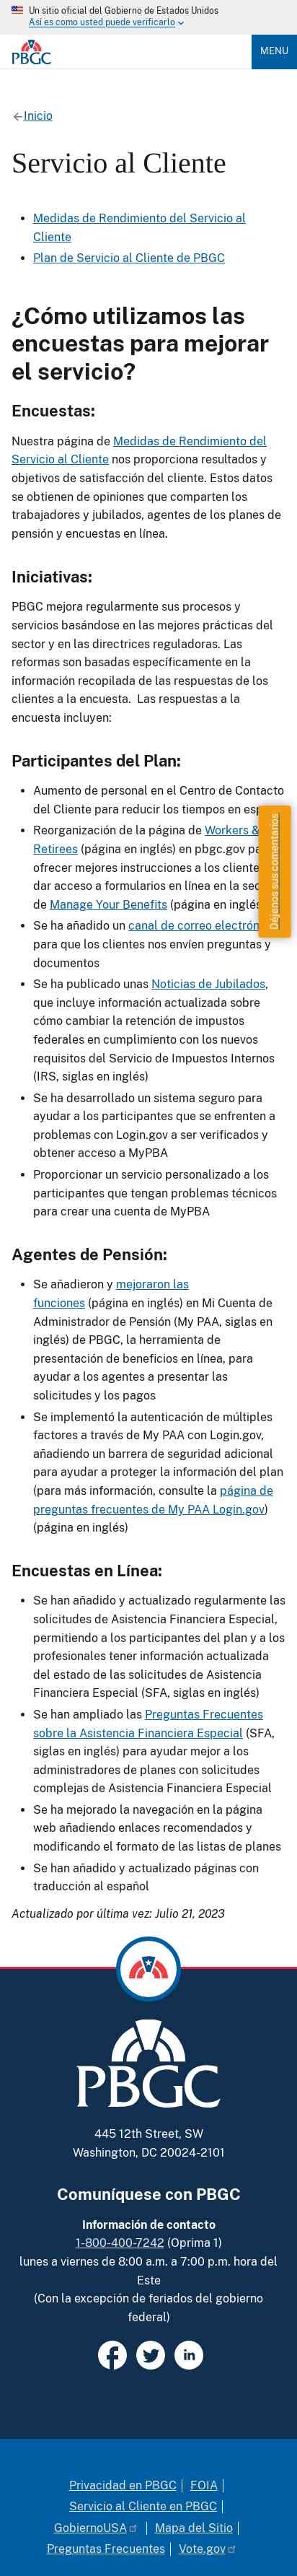 Un sitio oficial del Gobierno de Estados Unidos
Así es como usted puede verificarlo
PBGC
MENU
Inicio
Servicio al Cliente
Medidas de Rendimiento del Servicio al
Cliente
Plan de Servicio al Cliente de PBGC
¿Cómo utilizamos las
encuestas para mejorar
el servicio?
Encuestas:
Nuestra página de Medidas de Rendimiento del
Servicio al Cliente nos proporciona resultados y
objetivos de satisfacción del cliente. Estos datos
se obtienen de opiniones que comparten los
trabajadores y jubilados, agentes de los planes de
pensión y encuestas en línea.
Iniciativas:
PBGC mejora regularmente sus procesos y
servicios basándose en las mejores prácticas del
sector y en las directrices reguladoras. Las
reformas son basadas específicamente en la
información recopilada de las respuestas de los
clientes a la encuesta. Las respuestas a la
encuesta incluyen:
Participantes del Plan:
Aumento de personal en el Centro de Contacto
del Cliente para reducir los tiempos en
Reorganización de la página de Workers &
Retirees (página en inglés) en pbgc.gov
ofrecer mejores instrucciones a los
dar acceso a formularios en línea en la
de Manage Your Benefits (página en
Se ha añadido un canal de correo
para que los clientes nos envíen preguntas y
documentos
Se ha publicado unas Noticias de Jubilados,
que incluye información actualizada sobre
cómo cambiar la retención de impuestos
federales en cumplimiento con los nuevos
requisitos del Servicio de Impuestos Internos
(IRS, siglas en inglés)
Se ha desarrollado un sistema seguro para
ayudar a los participantes que se enfrenten a
problemas con Login.gov a ser verificados y
obtener acceso a MyPBA
Proporcionar un servicio personalizado a los
participantes que tengan problemas técnicos
para crear una cuenta de MyPBA
Déjenos sus comentarios
Agentes de Pensión:
Se añadieron y mejoraron las
funciones (página en inglés) en Mi Cuenta de
Administrador de Pensión (My PAA, siglas en
inglés) de PBGC, la herramienta de
presentación de beneficios en línea, para
ayudar a los agentes a presentar las
solicitudes y los pagos
Se implementó la autenticación de múltiples
factores a través de My PAA con Login.gov,
añadiendo un barrera de seguridad adicional
para ayudar a proteger la información del plan
(para más información, consulte la página de
preguntas frecuentes de My PAA Login.gov)
(página en inglés)
Encuestas en Línea:
Se han añadido y actualizado regularmente las
solicitudes de Asistencia Financiera Especial,
permitiendo a los participantes del plan y a los
profesionales tener información actualizada
del estado de las solicitudes de Asistencia
Financiera Especial (SFA, siglas en inglés)
Se han ampliado las Preguntas Frecuentes
sobre la Asistencia Financiera Especial (SFA,
siglas en inglés) para ayudar mejor a los
administradores de planes con solicitudes
complejas de Asistencia Financiera Especial
Se ha mejorado la navegación en la página
web añadiendo enlaces recomendados y
modificando el formato de las listas de planes
Se han añadido y actualizado páginas con
traducción al español
Actualizado por última vez: Julio 21, 2023
PBGC
445 12th Street, SW
Washington, DC 20024-2101
Comuníquese con PBGC
Información de contacto
1-800-400-7242 (Oprima 1)
lunes a viernes de 8:00 a.m. a 7:00 p.m. hora del
Este
(Con la excepción de feriados del gobierno
federal)
Privacidad en PBGC | FOIA |
Servicio al Cliente en PBGC |
GobiernoUSA | Mapa del Sitio |
Preguntas Frecuentes | Vote.gov